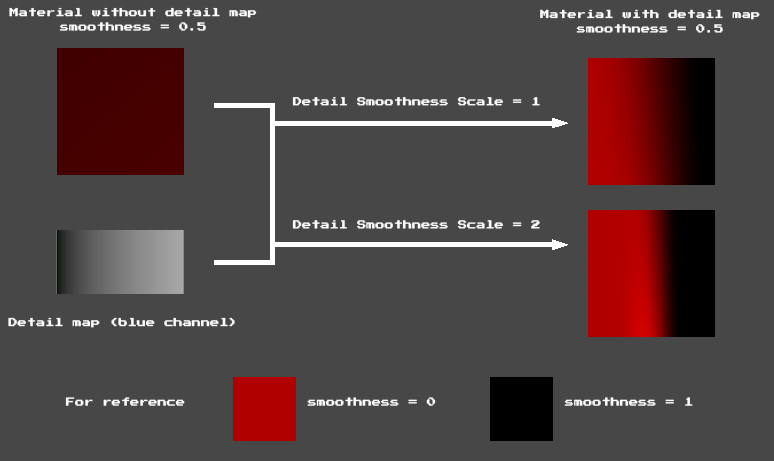 Material without detail map
smoothness = 0.5
Material with detail map
smoothness = 0.5
Detail Smoothness Scale = 1
Detail Smoothness Scale = 2
Detail map (blue channel)
For reference
smoothness = 0
smoothness = 1